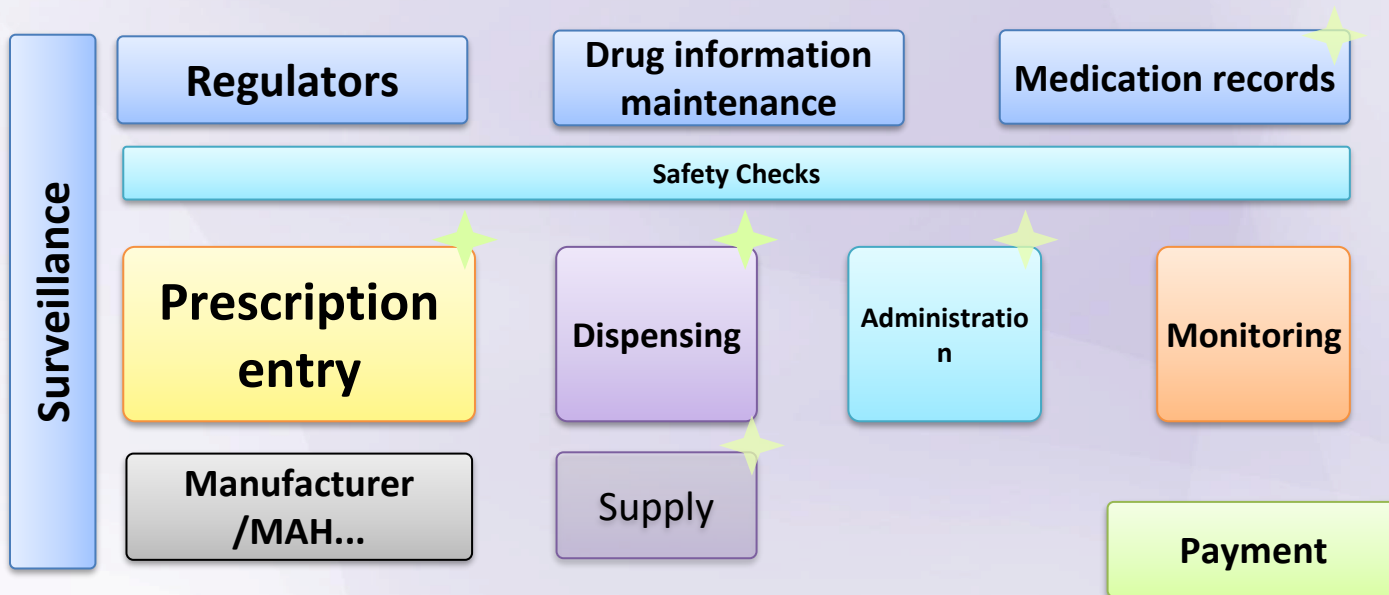 Surveillance
Regulators
Drug information
maintenance
Medication records
Safety Checks
Prescription
entry
Dispensing
Administratio
n
Monitoring
Manufacturer
/MAH...
Supply
Payment